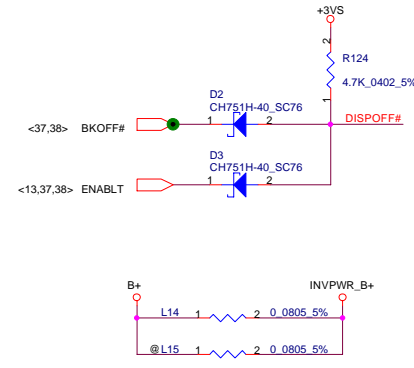 +3VS
2
R124
4.7K_0402_5%
1
D2
CH751H-40_SC76
<37,38> BKOFF# 1 2 DISPOFF#
D3
CH751H-40_SC76
<13,37,38> ENABLT 1 2
B+ INVPWR_B+
L14 1 2 0_0805_5%
@L15 1 2 0_0805_5%